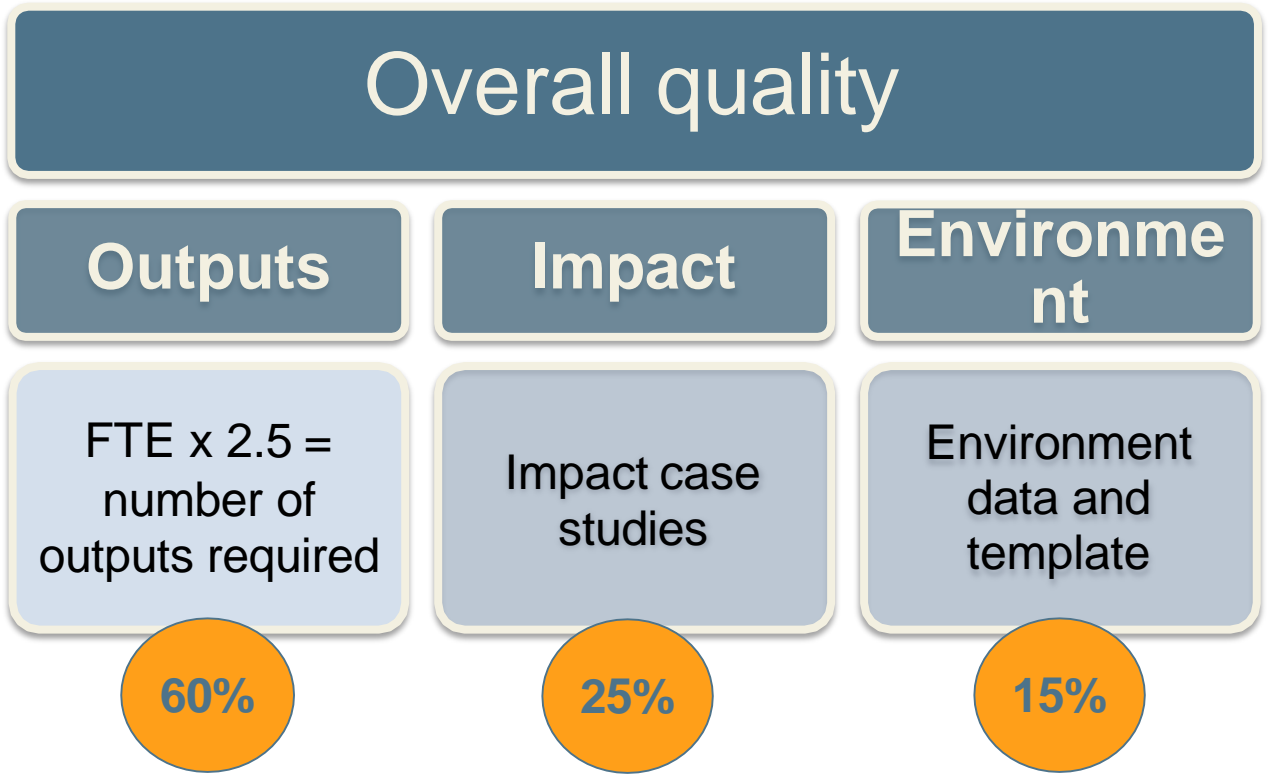 Overall quality
Outputs
Impact
Environme
nt
FTE x 2.5 =
number of
outputs required
Impact case
studies
Environment
data and
template
60%
25%
15%